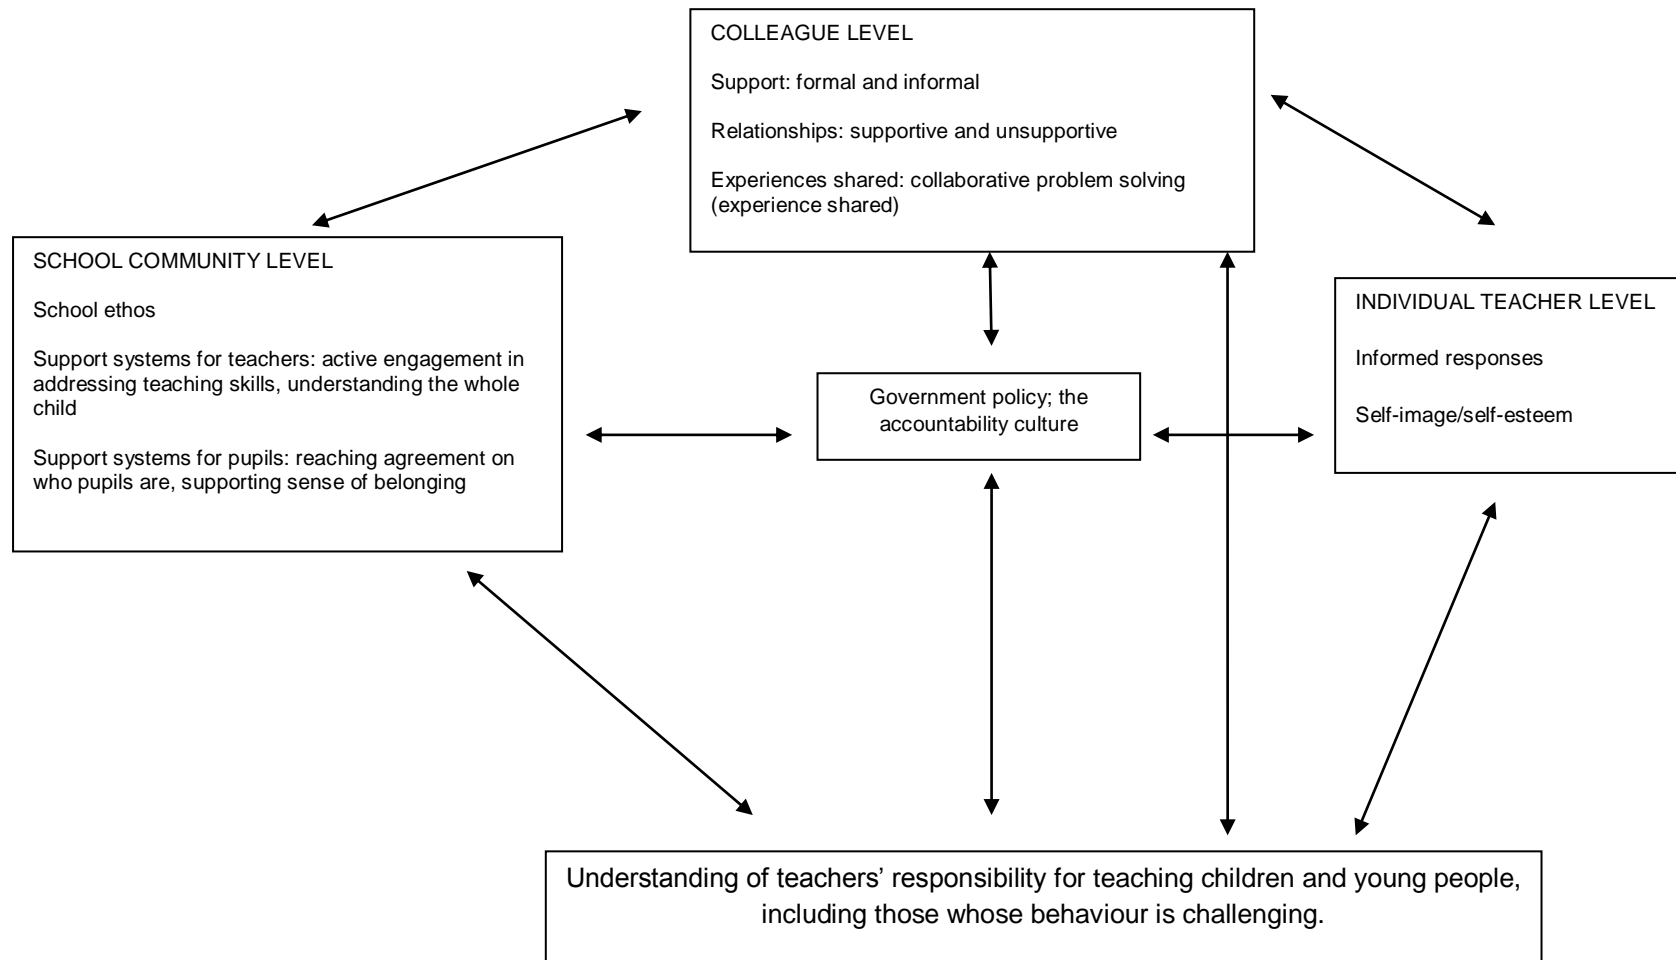 COLLEAGUE LEVEL
Support: formal and informal
Relationships: supportive and unsupportive
Experiences shared: collaborative problem solving
(experience shared)
SCHOOL COMMUNITY LEVEL
School ethos
Support systems for teachers: active engagement in
addressing teaching skills, understanding the whole
child
Support systems for pupils: reaching agreement on
who pupils are, supporting sense of belonging
Government policy; the
accountability culture
INDIVIDUAL TEACHER LEVEL
Informed responses
Self-image/self-esteem
Understanding of teachers’ responsibility for teaching children and young people,
including those whose behaviour is challenging.